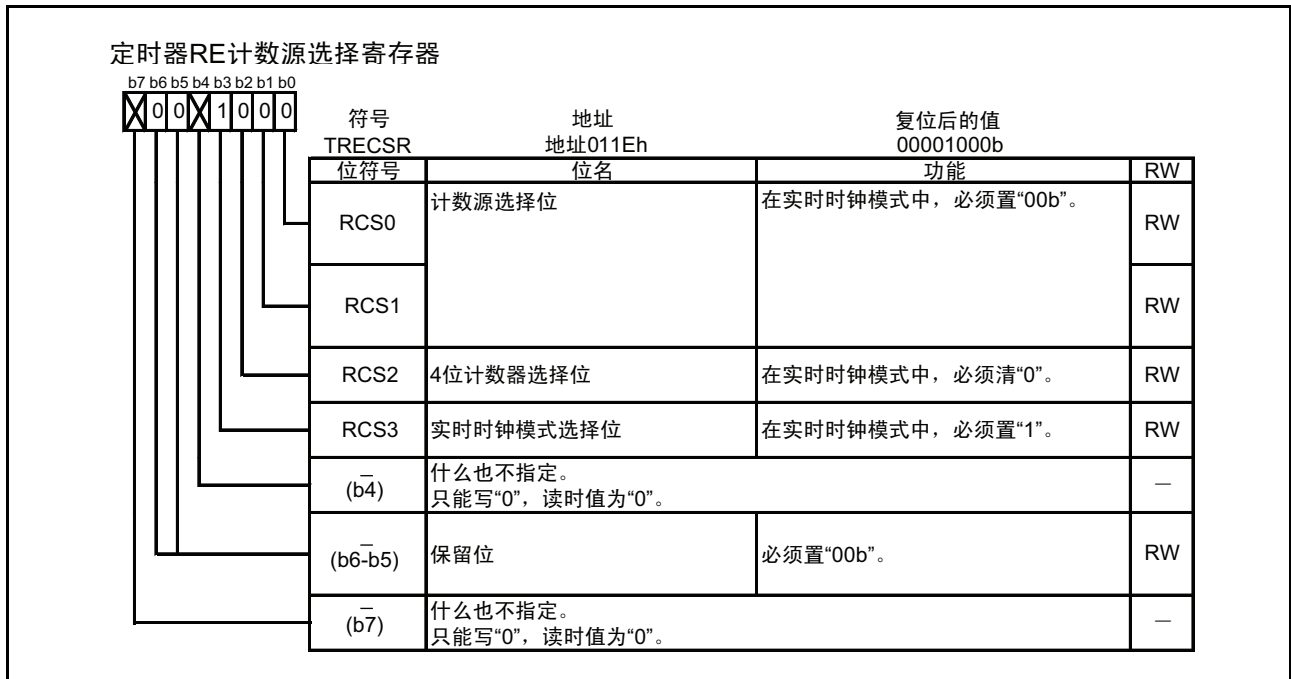 定时器RE计数源选择寄存器
b7 b6 b5 b4 b3 b2 b1 b0
0 0 1 0 0 0
符号 地址 复位后的值
TRECSR 地址011Eh 00001000b
位符号 位名 功能 RW
RCS0 计数源选择位 在实时时钟模式中，必须置“00b”。 RW
RCS1 RW
RCS2 4位计数器选择位 在实时时钟模式中，必须清“0”。 RW
RCS3 实时时钟模式选择位 在实时时钟模式中，必须置“1”。 RW
—
(b4) 什么也不指定。
只能写“0”，读时值为“0”。 —
—
(b6-b5) 保留位 必须置“00b”。 RW
—
(b7) 什么也不指定。
只能写“0”，读时值为“0”。 —